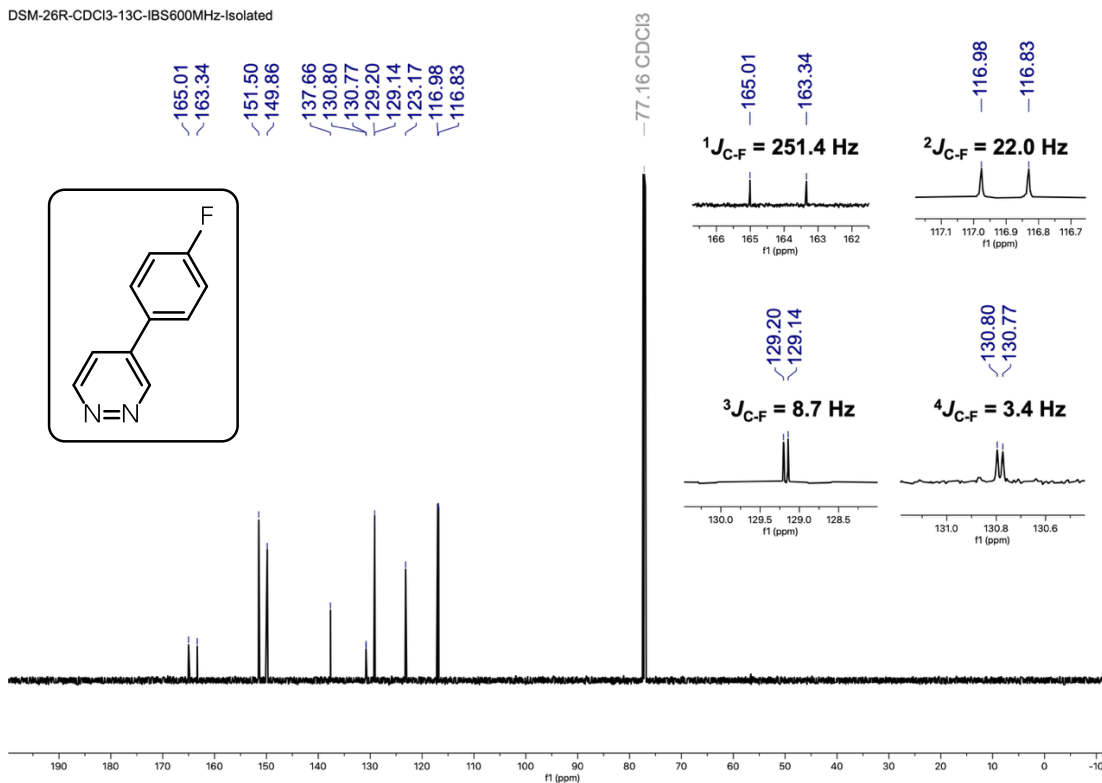 DSM-26R-CDCl3-13C-IBS600MHz-Isolated
165.01
163.34
151.50
149.86
137.66
130.80
130.77
129.20
129.14
123.17
116.98
116.83
77.16 CDCl3
F
N=N
165.01
163.34
¹J_C-F = 251.4 Hz
166 165 164 163 162
f1 (ppm)
116.98
116.83
²J_C-F = 22.0 Hz
117.1 117.0 116.9 116.8 116.7
f1 (ppm)
129.20
129.14
³J_C-F = 8.7 Hz
130.0 129.5 129.0 128.5
f1 (ppm)
130.80
130.77
⁴J_C-F = 3.4 Hz
131.0 130.8 130.6
f1 (ppm)
190 180 170 160 150 140 130 120 110 100 90 80 70 60 50 40 30 20 10 0 -10
f1 (ppm)